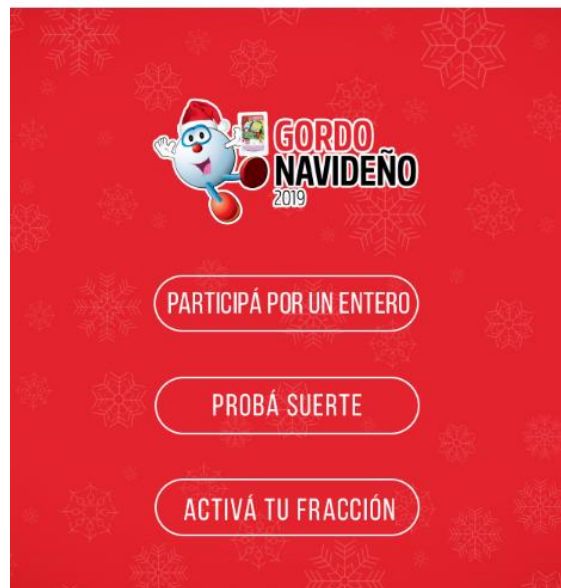 GORDO
NAVIDEÑO
2019
PARTICIPÁ POR UN ENTERO
PROBÁ SUERTE
ACTIVÁ TU FRACCIÓN